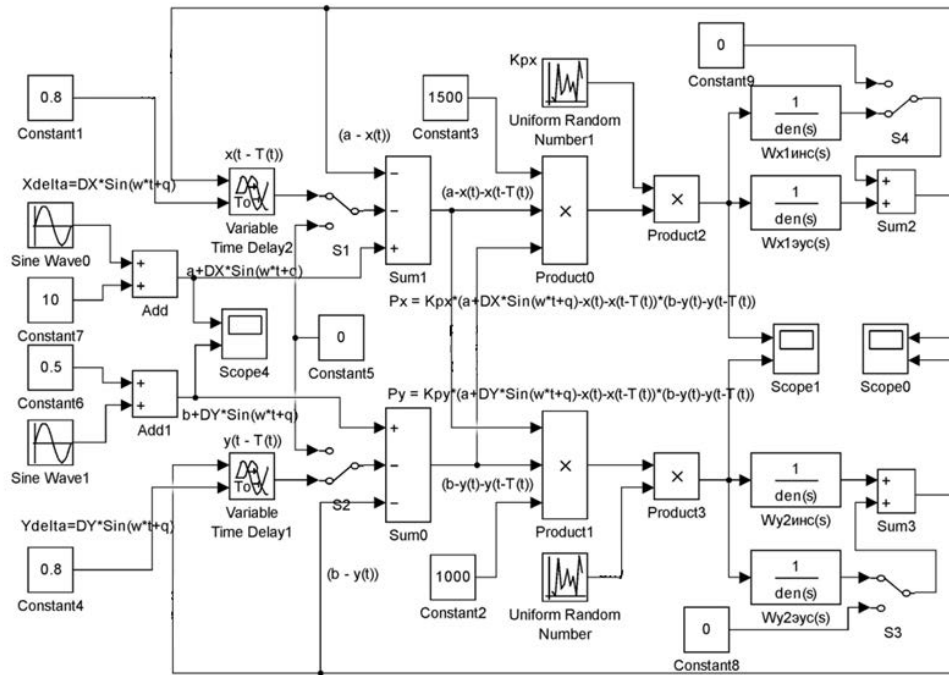 0
Constant9
0.8
Constant1
1500
Constant3
Kpx
Uniform Random
Number1
1
den(s)
Wx1инс(s)
S4
(a - x(t))
x(t - T(t))
To
Variable
Time Delay2
S1
Xdelta=DX*Sin(w*t+q)
Sine Wave0
−
−
+
Sum1
(a-x(t)-x(t-T(t))
×
Product0
×
Product2
1
den(s)
Wx1эус(s)
+
+
Sum2
+
+
Add
a+DX*Sin(w*t+q)
10
Constant7
Px = Kpx*(a+DX*Sin(w*t+q)-x(t)-x(t-T(t))*(b-y(t)-y(t-T(t))
Scope4
0
Constant5
Scope1
Scope0
0.5
Constant6
+
+
Add1
b+DY*Sin(w*t+q)
Py = Kpy*(a+DY*Sin(w*t+q)-x(t)-x(t-T(t))*(b-y(t)-y(t-T(t))
Sine Wave1
y(t - T(t))
To
Variable
Time Delay1
S2
+
−
−
Sum0
(b-y(t)-y(t-T(t))
×
Product1
×
Product3
1
den(s)
Wy2инс(s)
+
+
Sum3
Ydelta=DY*Sin(w*t+q)
0.8
Constant4
(b - y(t))
1000
Constant2
Uniform Random
Number
1
den(s)
Wy2эус(s)
S3
0
Constant8